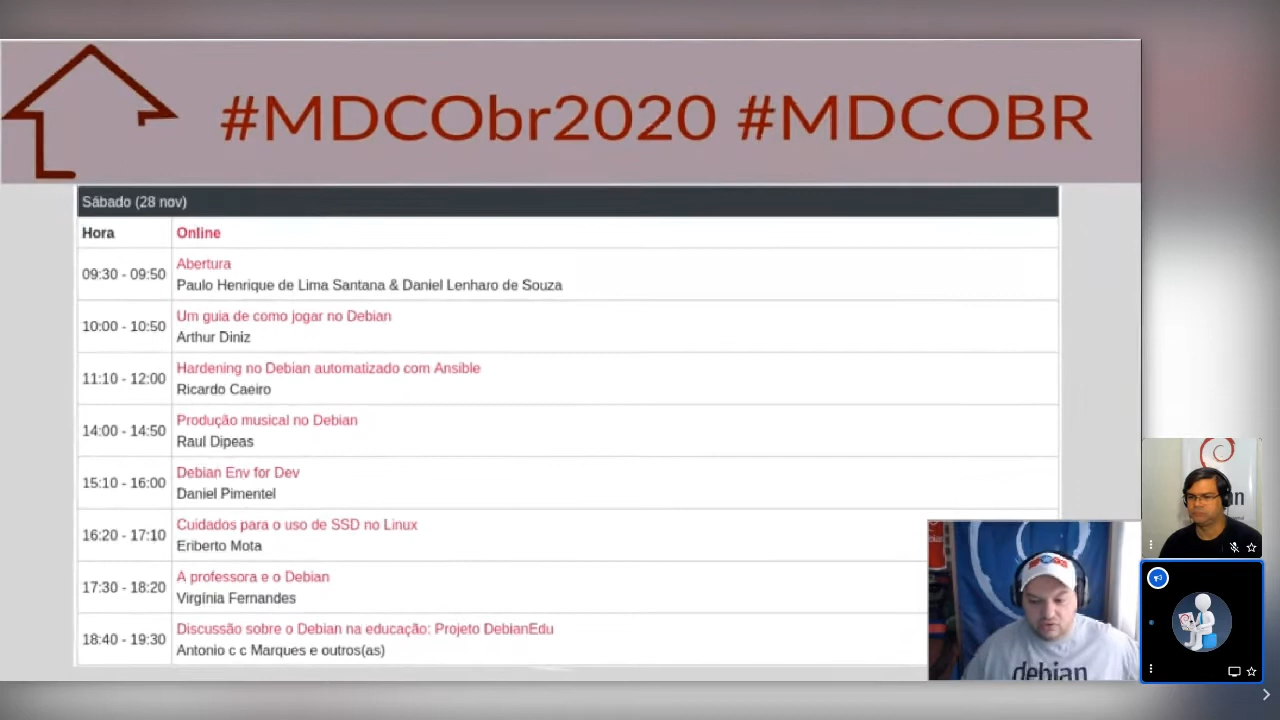 #MDCObr2020 #MDCOBR
Sábado (28 nov)
Hora Online
09:30 - 09:50 Abertura
Paulo Henrique de Lima Santana & Daniel Lenharo de Souza
10:00 - 10:50 Um guia de como jogar no Debian
Arthur Diniz
11:10 - 12:00 Hardening no Debian automatizado com Ansible
Ricardo Caeiro
14:00 - 14:50 Produção musical no Debian
Raul Dipeas
15:10 - 16:00 Debian Env for Dev
Daniel Pimentel
16:20 - 17:10 Cuidados para o uso de SSD no Linux
Eriberto Mota
17:30 - 18:20 A professora e o Debian
Virgínia Fernandes
18:40 - 19:30 Discussão sobre o Debian na educação: Projeto DebianEdu
Antonio c c Marques e outros(as)
debian